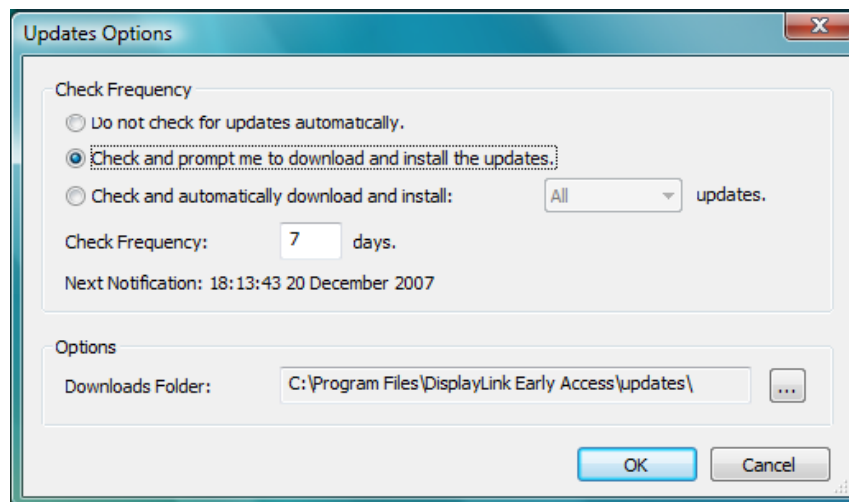 Updates Options
Check Frequency
Do not check for updates automatically.
Check and prompt me to download and install the updates.
Check and automatically download and install: All updates.
Check Frequency: 7 days.
Next Notification: 18:13:43 20 December 2007
Options
Downloads Folder: C:\Program Files\DisplayLink Early Access\updates\ ...
OK Cancel